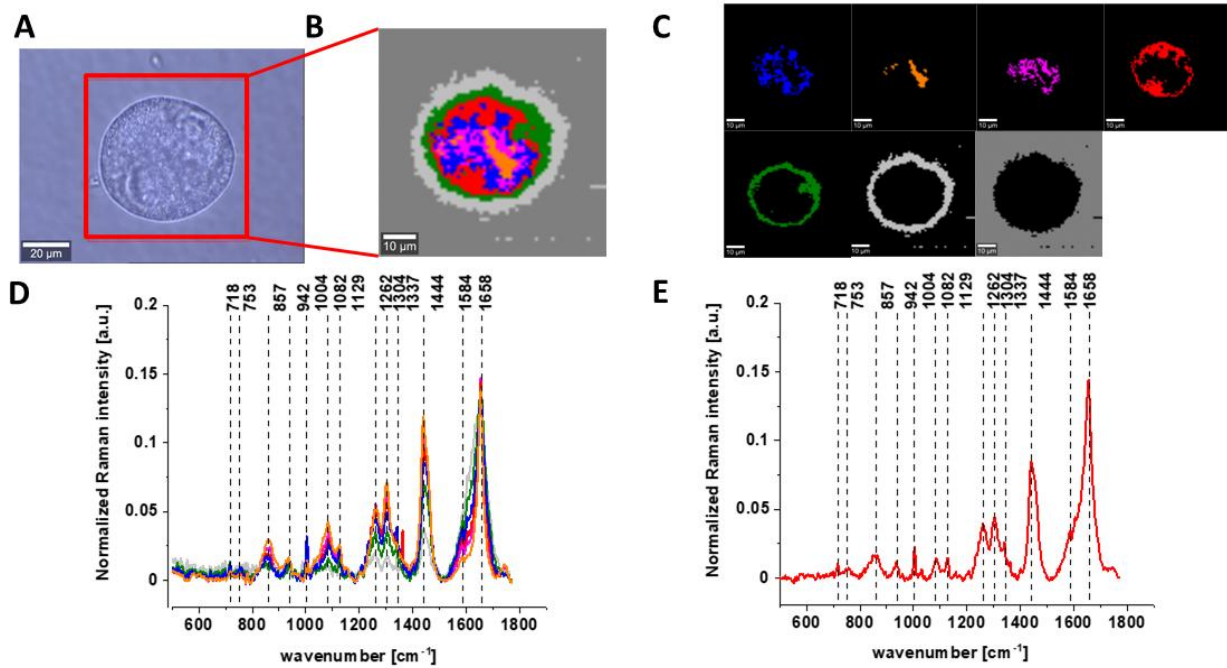 A
B
C
20 µm
10 µm
10 µm
10 µm
10 µm
10 µm
10 µm
10 µm
10 µm
D
718
753
857
942
1004
1082
1129
1262
1304
1337
1444
1584
1658
0.2
0.15
0.1
0.05
0
Normalized Raman intensity [a.u.]
600 800 1000 1200 1400 1600 1800
wavenumber [cm⁻¹]
E
718
753
857
942
1004
1082
1129
1262
1304
1337
1444
1584
1658
0.2
0.15
0.1
0.05
0
Normalized Raman intensity [a.u.]
600 800 1000 1200 1400 1600 1800
wavenumber [cm⁻¹]